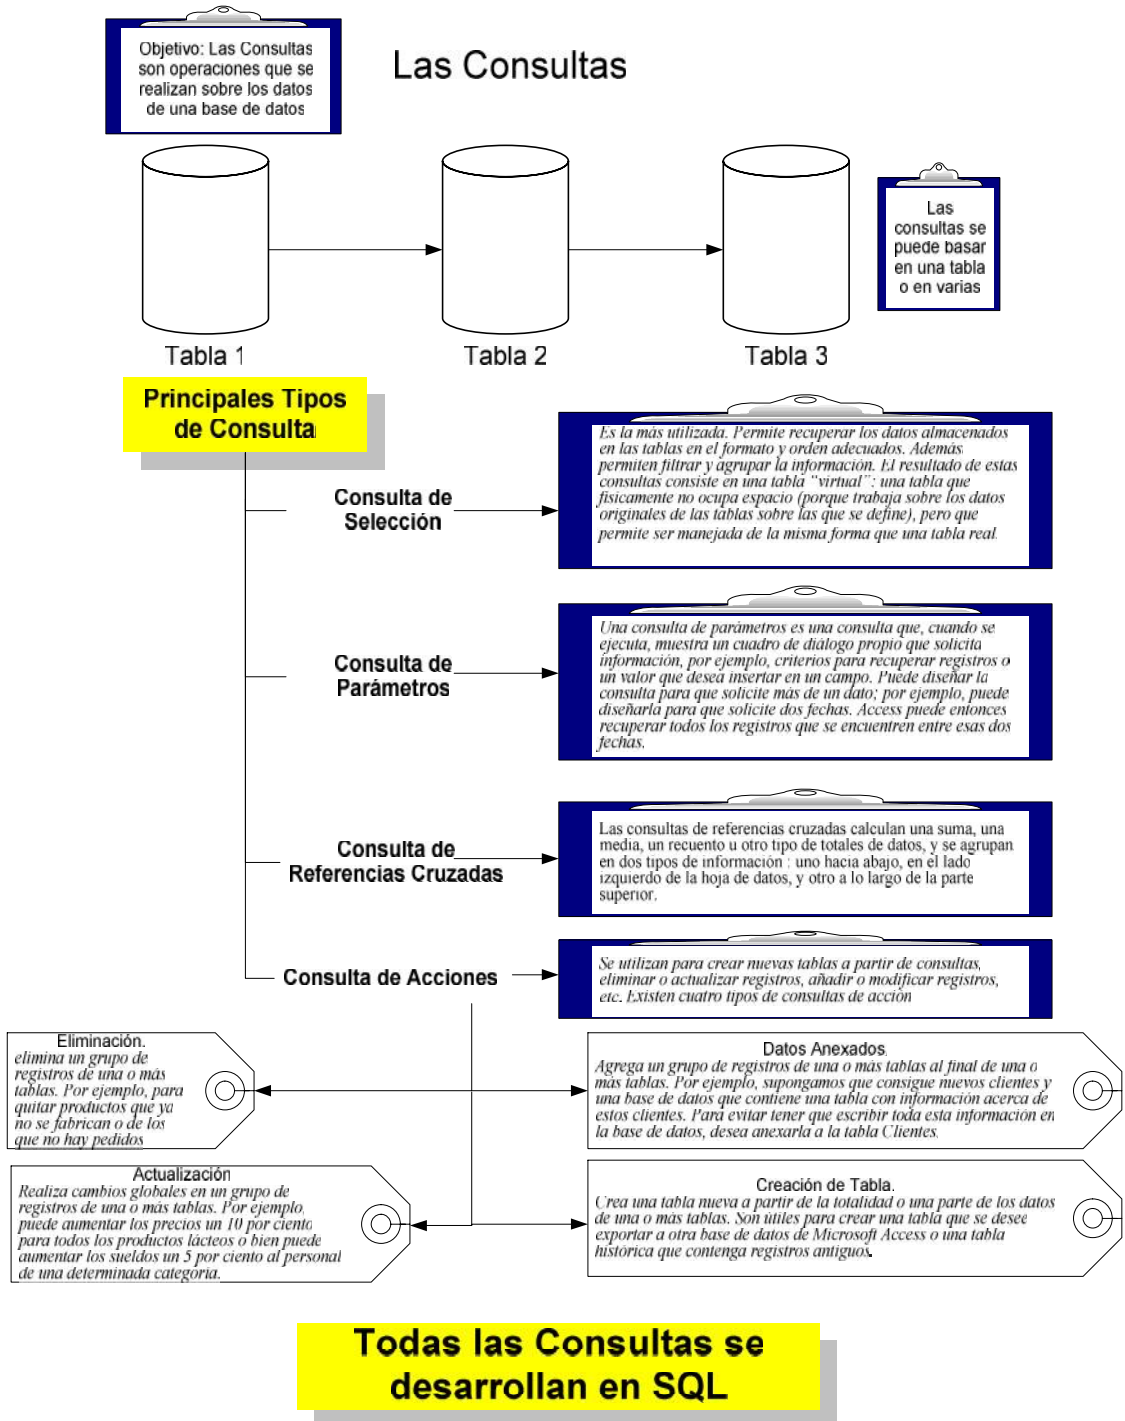 Objetivo: Las Consultas
son operaciones que se
realizan sobre los datos
de una base de datos
Las Consultas
Las
consultas se
puede basar
en una tabla
o en varias
Tabla 1
Tabla 2
Tabla 3
Principales Tipos
de Consulta
Consulta de
Selección
Es la más utilizada. Permite recuperar los datos almacenados
en las tablas en el formato y orden adecuados. Además
permiten filtrar y agrupar la información. El resultado de estas
consultas consiste en una tabla “virtual”: una tabla que
físicamente no ocupa espacio (porque trabaja sobre los datos
originales de las tablas sobre las que se define), pero que
permite ser manejada de la misma forma que una tabla real.
Consulta de
Parámetros
Una consulta de parámetros es una consulta que, cuando se
ejecuta, muestra un cuadro de diálogo propio que solicita
información, por ejemplo, criterios para recuperar registros o
un valor que desea insertar en un campo. Puede diseñar la
consulta para que solicite más de un dato; por ejemplo, puede
diseñarla para que solicite dos fechas. Access puede entonces
recuperar todos los registros que se encuentren entre esas dos
fechas.
Consulta de
Referencias Cruzadas
Las consultas de referencias cruzadas calculan una suma, una
media, un recuento u otro tipo de totales de datos, y se agrupan
en dos tipos de información : uno hacia abajo, en el lado
izquierdo de la hoja de datos, y otro a lo largo de la parte
superior.
Consulta de Acciones
Se utilizan para crear nuevas tablas a partir de consultas,
eliminar o actualizar registros, añadir o modificar registros,
etc. Existen cuatro tipos de consultas de acción
Eliminación.
elimina un grupo de
registros de una o más
tablas. Por ejemplo, para
quitar productos que ya
no se fabrican o de los
que no hay pedidos
Datos Anexados.
Agrega un grupo de registros de una o más tablas al final de una o
más tablas. Por ejemplo, supongamos que consigue nuevos clientes y
una base de datos que contiene una tabla con información acerca de
estos clientes. Para evitar tener que escribir toda esta información en
la base de datos, desea anexarla a la tabla Clientes.
Actualización
Realiza cambios globales en un grupo de
registros de una o más tablas. Por ejemplo,
puede aumentar los precios un 10 por ciento
para todos los productos lácteos o bien puede
aumentar los sueldos un 5 por ciento al personal
de una determinada categoría.
Creación de Tabla.
Crea una tabla nueva a partir de la totalidad o una parte de los datos
de una o más tablas. Son útiles para crear una tabla que se desee
exportar a otra base de datos de Microsoft Access o una tabla
histórica que contenga registros antiguos.
Todas las Consultas se
desarrollan en SQL